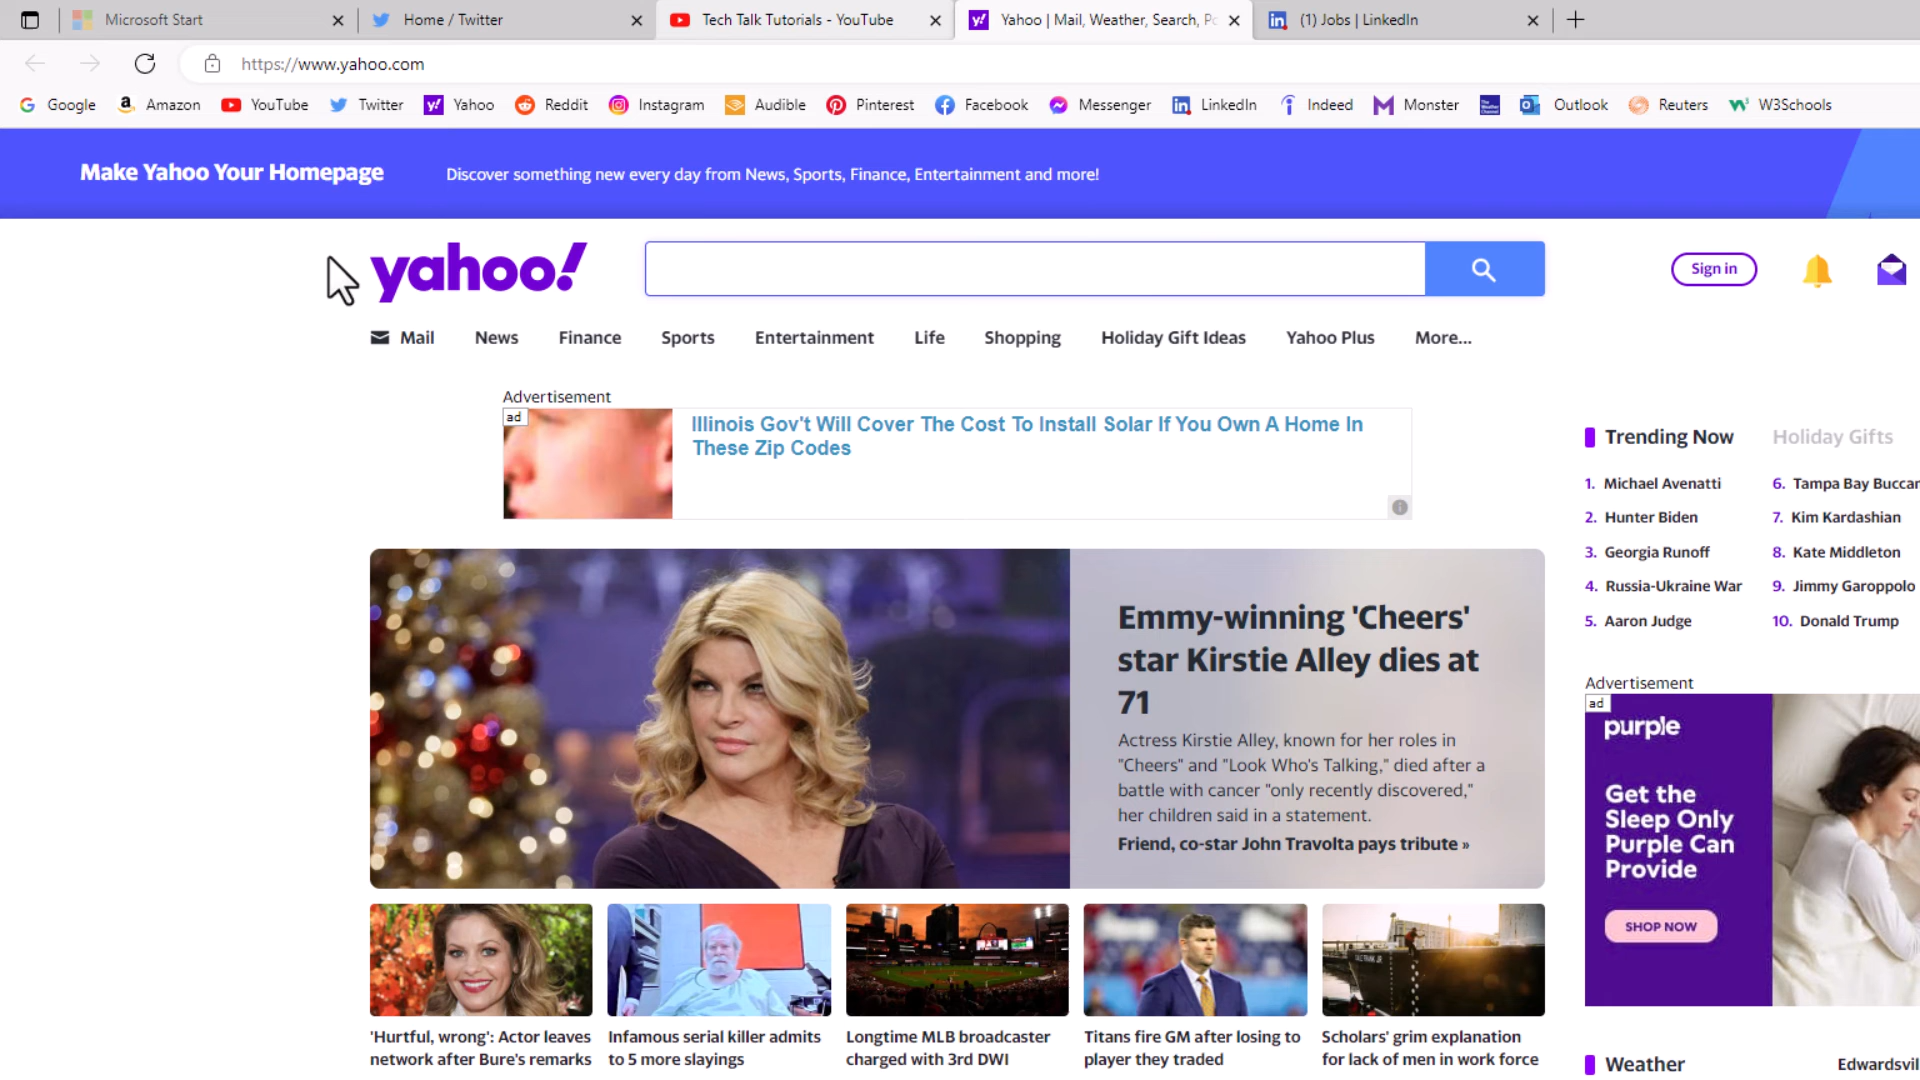 Microsoft Start
Home / Twitter
Tech Talk Tutorials - YouTube
Yahoo | Mail, Weather, Search, Po
(1) Jobs | LinkedIn
https://www.yahoo.com
Google
Amazon
YouTube
Twitter
Yahoo
Reddit
Instagram
Audible
Pinterest
Facebook
Messenger
LinkedIn
Indeed
Monster
Outlook
Reuters
W3Schools
Make Yahoo Your Homepage
Discover something new every day from News, Sports, Finance, Entertainment and more!
yahoo!
Sign in
Mail
News
Finance
Sports
Entertainment
Life
Shopping
Holiday Gift Ideas
Yahoo Plus
More...
Advertisement
ad
Illinois Gov't Will Cover The Cost To Install Solar If You Own A Home In
These Zip Codes
Emmy-winning 'Cheers'
star Kirstie Alley dies at
71
Actress Kirstie Alley, known for her roles in
"Cheers" and "Look Who's Talking," died after a
battle with cancer "only recently discovered,"
her children said in a statement.
Friend, co-star John Travolta pays tribute »
'Hurtful, wrong': Actor leaves
network after Bure's remarks
Infamous serial killer admits
to 5 more slayings
Longtime MLB broadcaster
charged with 3rd DWI
Titans fire GM after losing to
player they traded
Scholars' grim explanation
for lack of men in work force
Trending Now
Holiday Gifts
1. Michael Avenatti
2. Hunter Biden
3. Georgia Runoff
4. Russia-Ukraine War
5. Aaron Judge
6. Tampa Bay Buccan
7. Kim Kardashian
8. Kate Middleton
9. Jimmy Garoppolo
10. Donald Trump
Advertisement
ad
purple
Get the
Sleep Only
Purple Can
Provide
SHOP NOW
Weather
Edwardsvil